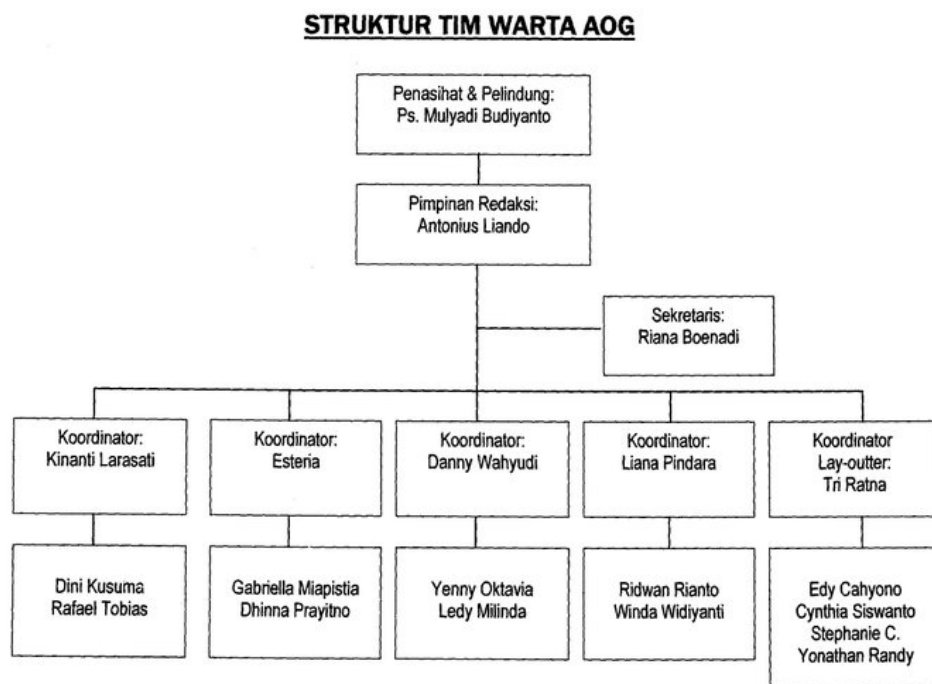 STRUKTUR TIM WARTA AOG
Penasihat & Pelindung:
Ps. Mulyadi Budiyanto
Pimpinan Redaksi:
Antonius Liando
Sekretaris:
Riana Boenadi
Koordinator:
Kinanti Larasati
Koordinator:
Esteria
Koordinator:
Danny Wahyudi
Koordinator:
Liana Pindara
Koordinator
Lay-outter:
Tri Ratna
Dini Kusuma
Rafael Tobias
Gabriella Miapistia
Dhinna Prayitno
Yenny Oktavia
Ledy Milinda
Ridwan Rianto
Winda Widiyanti
Edy Cahyono
Cynthia Siswanto
Stephanie C.
Yonathan Randy